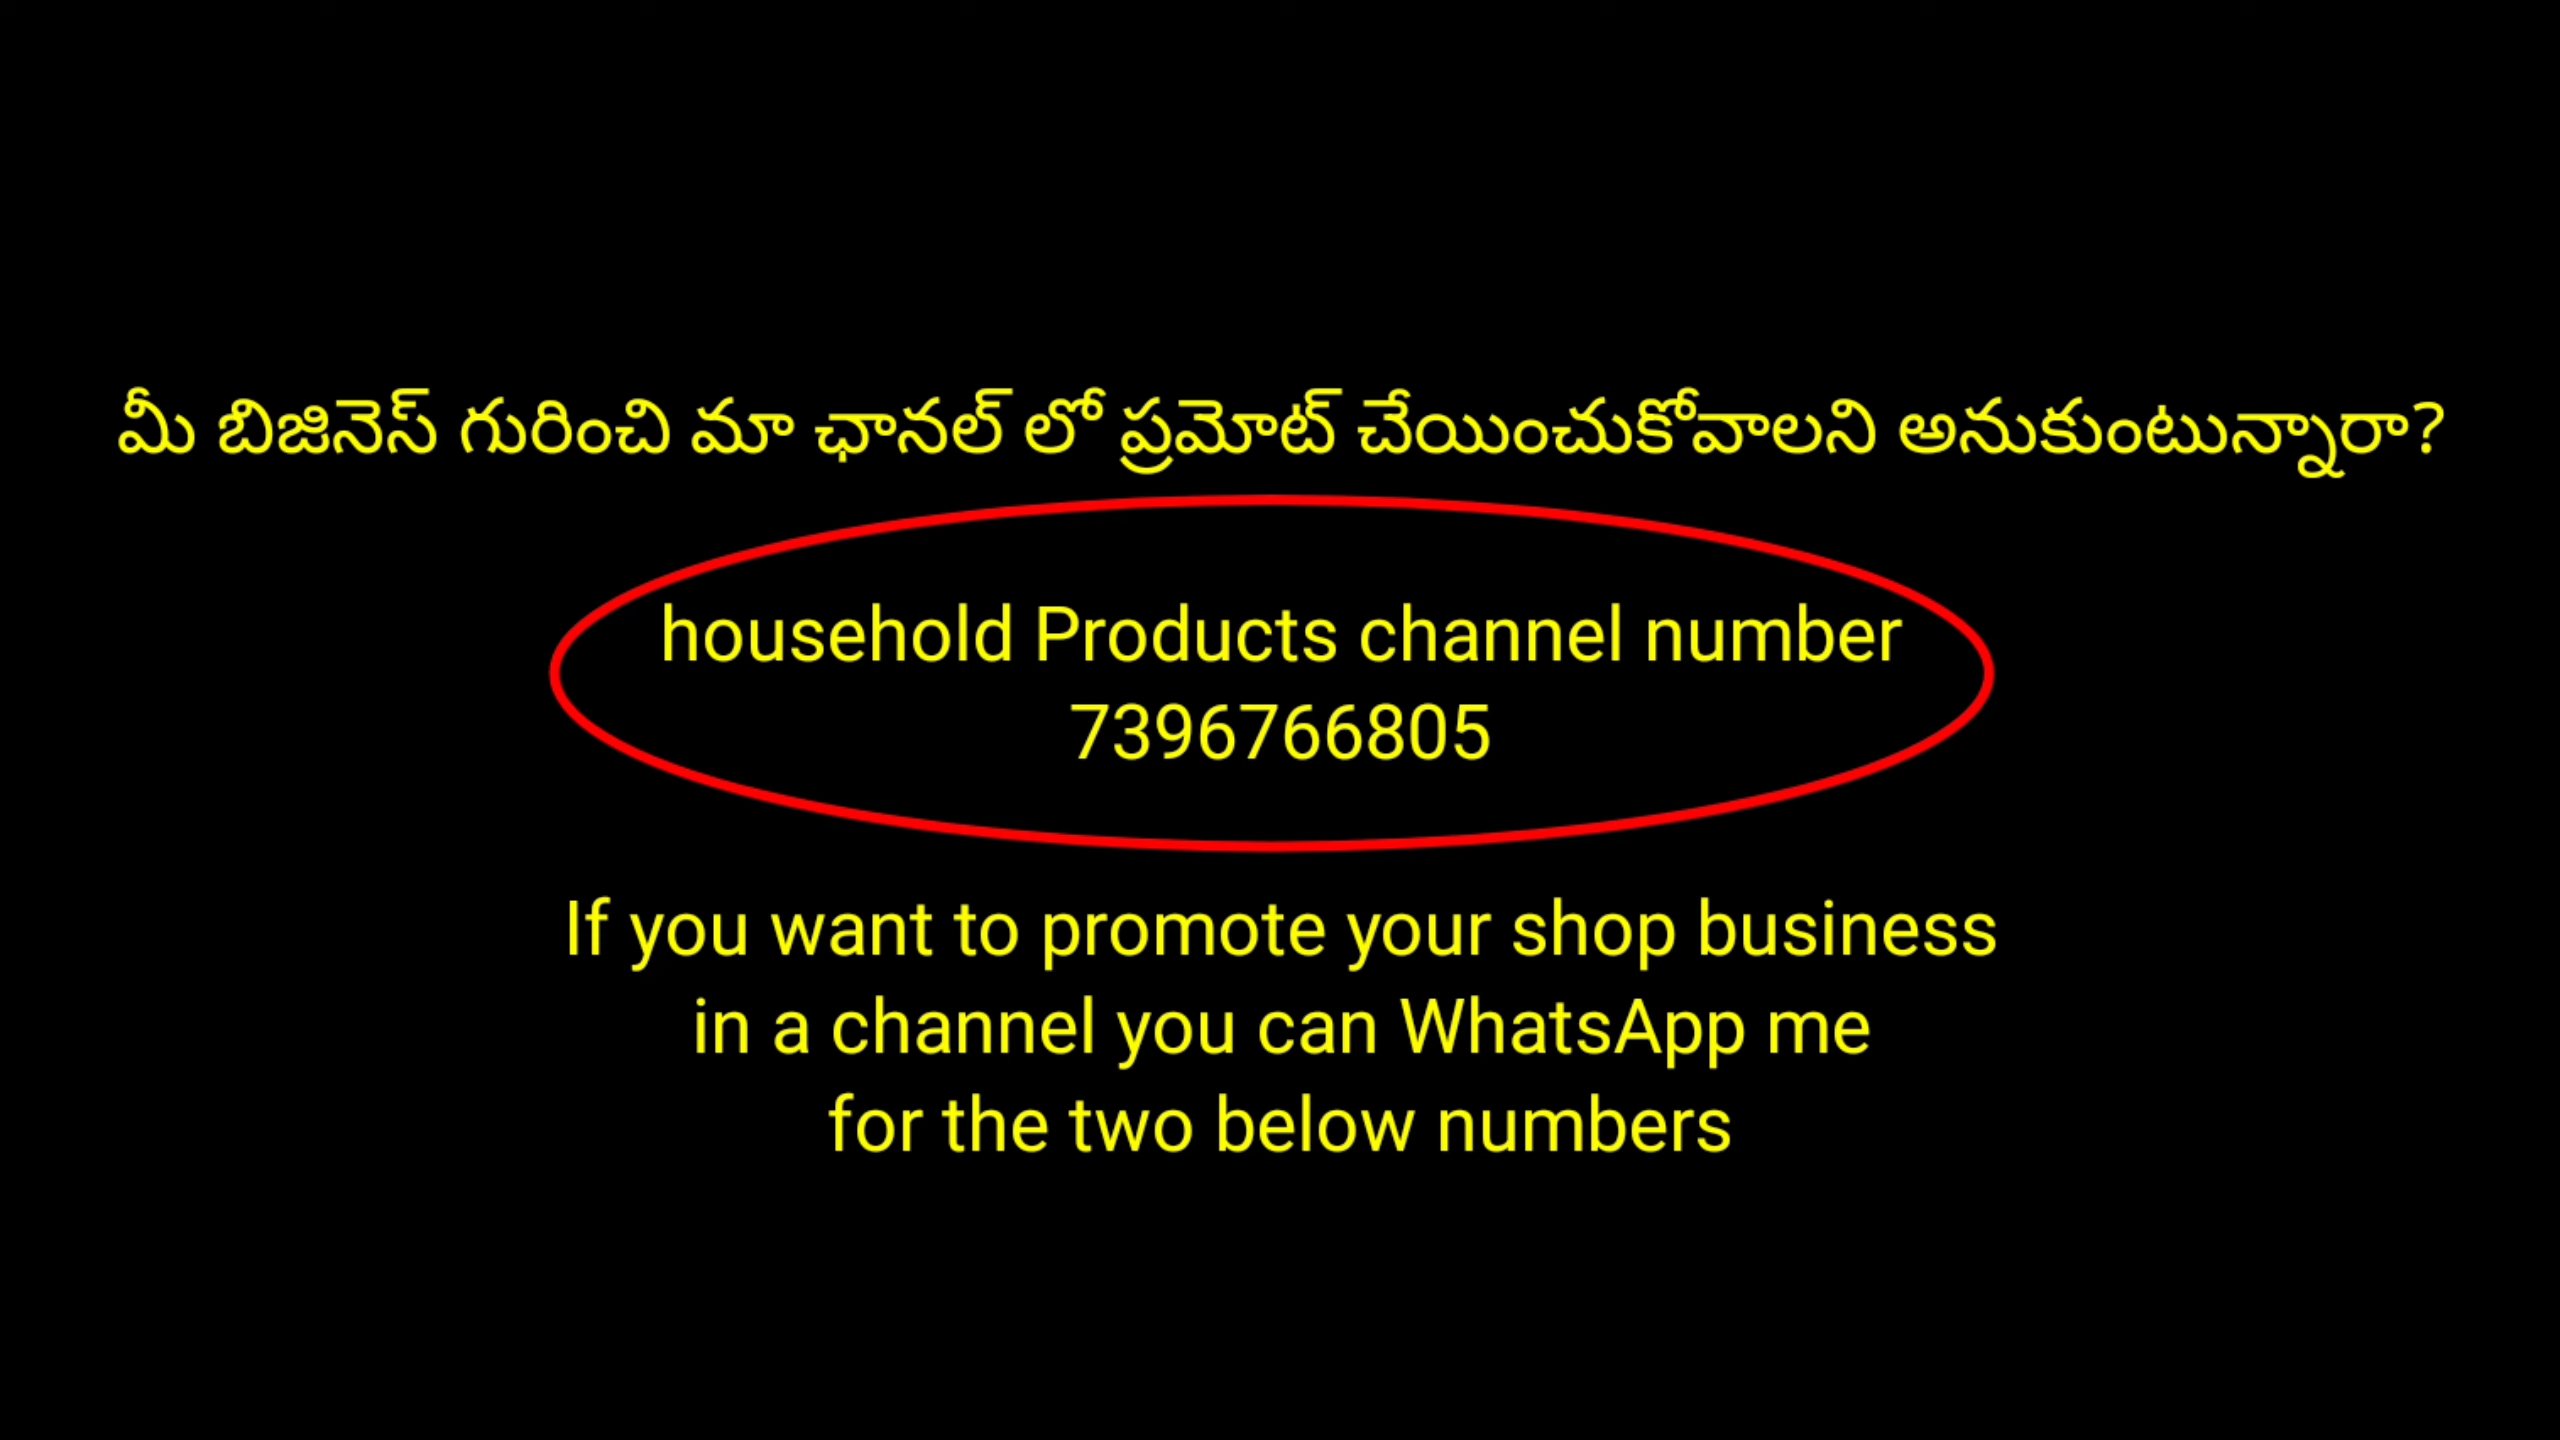 మీ బిజినెస్ గురించి మా ఛానల్ లో ప్రమోట్ చేయించుకోవాలని అనుకుంటున్నారా?
household Products channel number
7396766805
If you want to promote your shop business
in a channel you can WhatsApp me
for the two below numbers